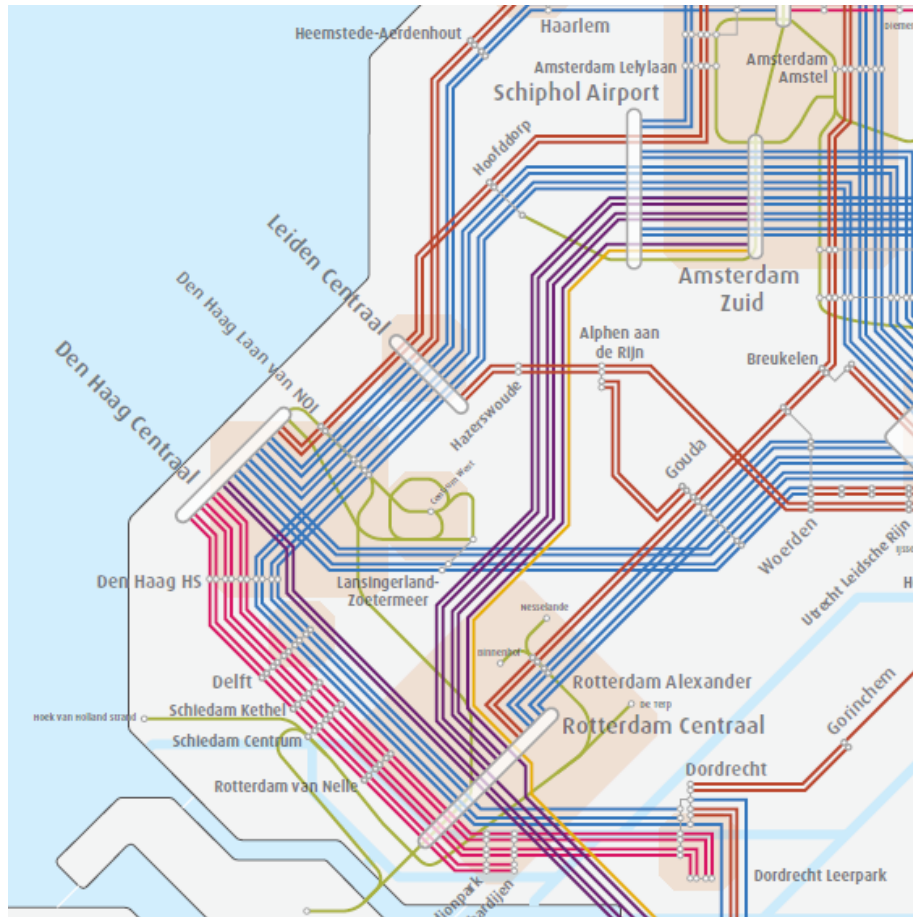 Heemstede-Aerdenhout
Haarlem
Amsterdam Lelylaan
Schiphol Airport
Amsterdam
Amstel
Hoofddorp
Leiden Centraal
Amsterdam
Zuid
Den Haag Laan van NOI
Den Haag Centraal
Alphen aan
de Rijn
Breukelen
Hazerswoude
Gouda
Centrum West
Woerden
Utrecht Leidsche Rijn
Den Haag HS
Lansingerland-
Zoetermeer
Nesselande
Binnenhof
Delft
Rotterdam Alexander
De Terp
Schiedam Kethel
Hoek van Holland Strand
Rotterdam Centraal
Gorinchem
Schiedam Centrum
Dordrecht
Rotterdam van Nelle
Dordrecht Leerpark